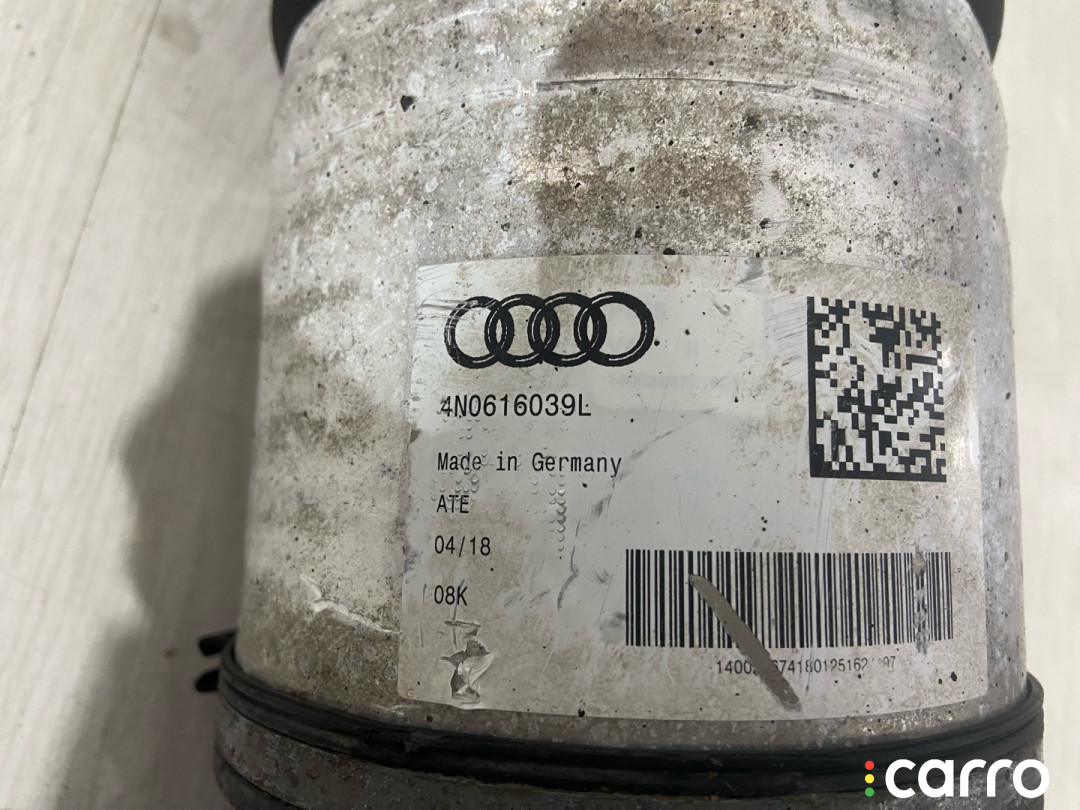 4N0616039L
Made in Germany
ATE
04/18
08K
carro